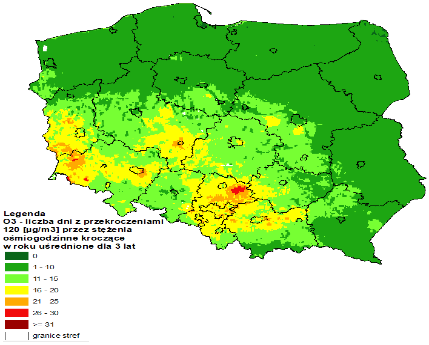 Legenda
O3 - liczba dni z przekroczeniami
120 [µg/m3] przez stężenia
ośmiogodzinne kroczące
w roku uśrednione dla 3 lat
0
1 - 10
11 - 15
16 - 20
21 - 25
26 - 30
>= 31
granice stref